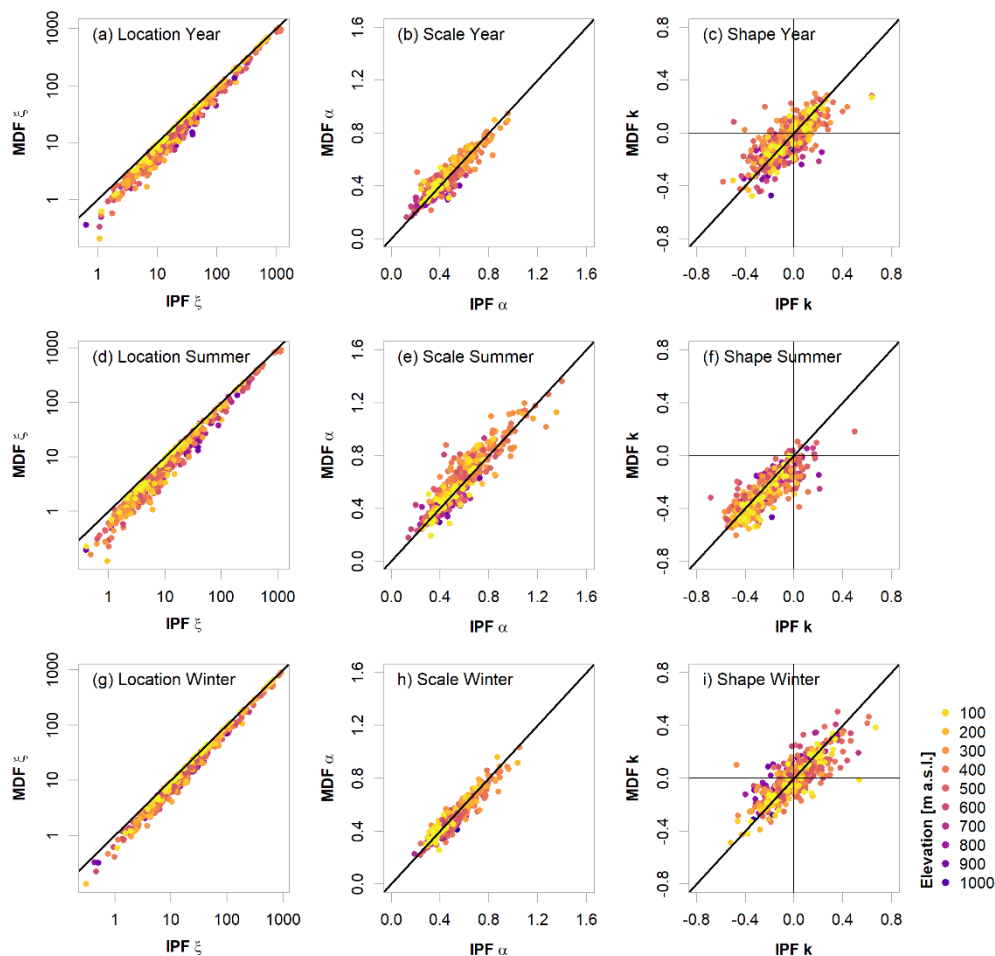 (a) Location Year
MDF ξ
1 10 100 1000
1 10 100 1000
IPF ξ
(b) Scale Year
MDF α
0.0 0.4 0.8 1.2 1.6
0.0 0.4 0.8 1.2 1.6
IPF α
(c) Shape Year
MDF k
-0.8 -0.4 0.0 0.4 0.8
-0.8 -0.4 0.0 0.4 0.8
IPF k
(d) Location Summer
MDF ξ
1 10 100 1000
1 10 100 1000
IPF ξ
(e) Scale Summer
MDF α
0.0 0.4 0.8 1.2 1.6
0.0 0.4 0.8 1.2 1.6
IPF α
(f) Shape Summer
MDF k
-0.8 -0.4 0.0 0.4 0.8
-0.8 -0.4 0.0 0.4 0.8
IPF k
(g) Location Winter
MDF ξ
1 10 100 1000
1 10 100 1000
IPF ξ
h) Scale Winter
MDF α
0.0 0.4 0.8 1.2 1.6
0.0 0.4 0.8 1.2 1.6
IPF α
i) Shape Winter
MDF k
-0.8 -0.4 0.0 0.4 0.8
-0.8 -0.4 0.0 0.4 0.8
IPF k
Elevation [m a.s.l.]
100
200
300
400
500
600
700
800
900
1000